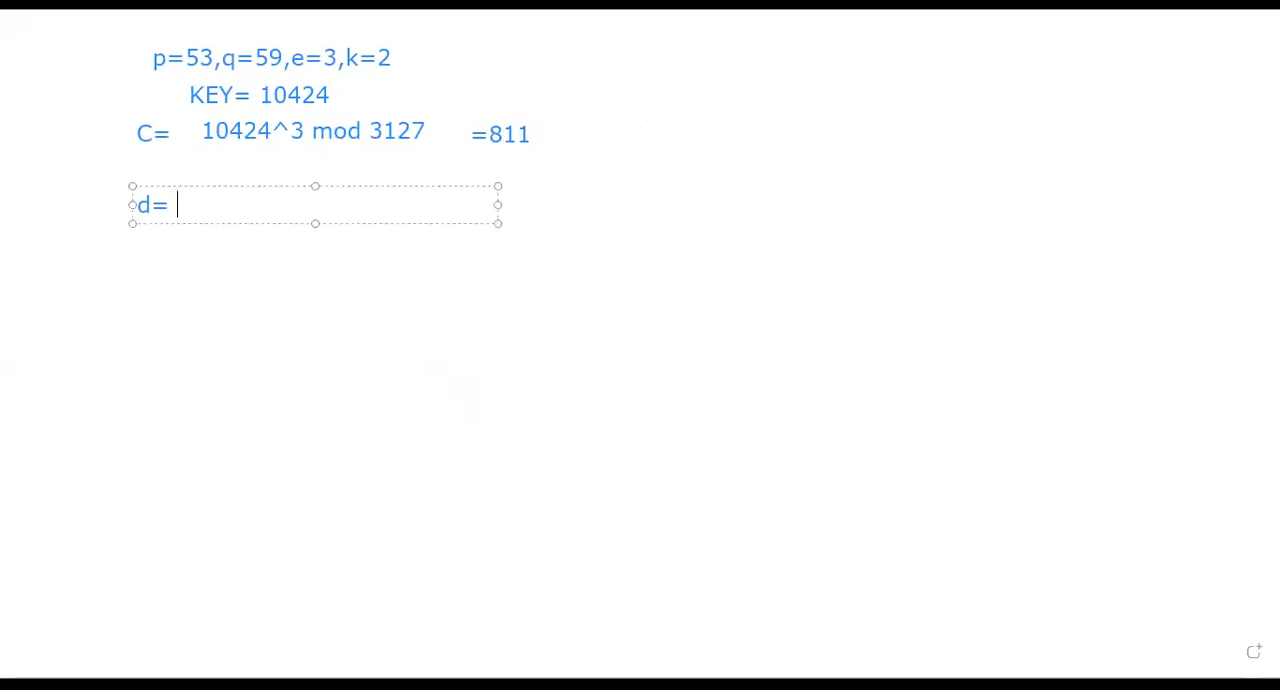 p=53,q=59,e=3,k=2
KEY= 10424
C= 10424^3 mod 3127 =811
d=